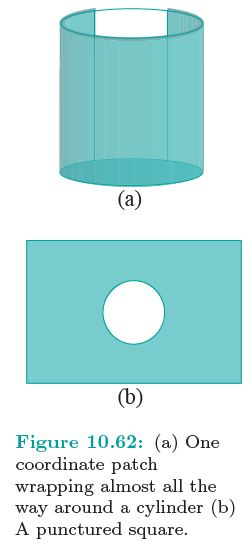 (a)
(b)
Figure 10.62: (a) One
coordinate patch
wrapping almost all the
way around a cylinder (b)
A punctured square.